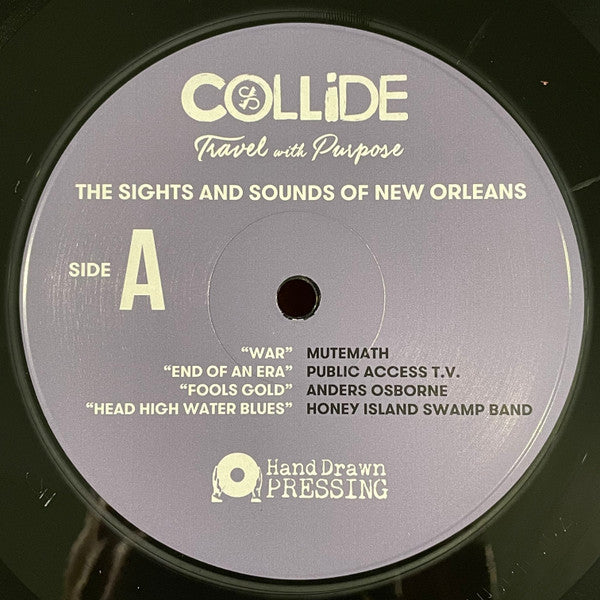 COLLiDE
Travel with Purpose
THE SIGHTS AND SOUNDS OF NEW ORLEANS
SIDE A
“WAR” MUTEMATH
“END OF AN ERA” PUBLIC ACCESS T.V.
“FOOLS GOLD” ANDERS OSBORNE
“HEAD HIGH WATER BLUES” HONEY ISLAND SWAMP BAND
Hand Drawn
PRESSING